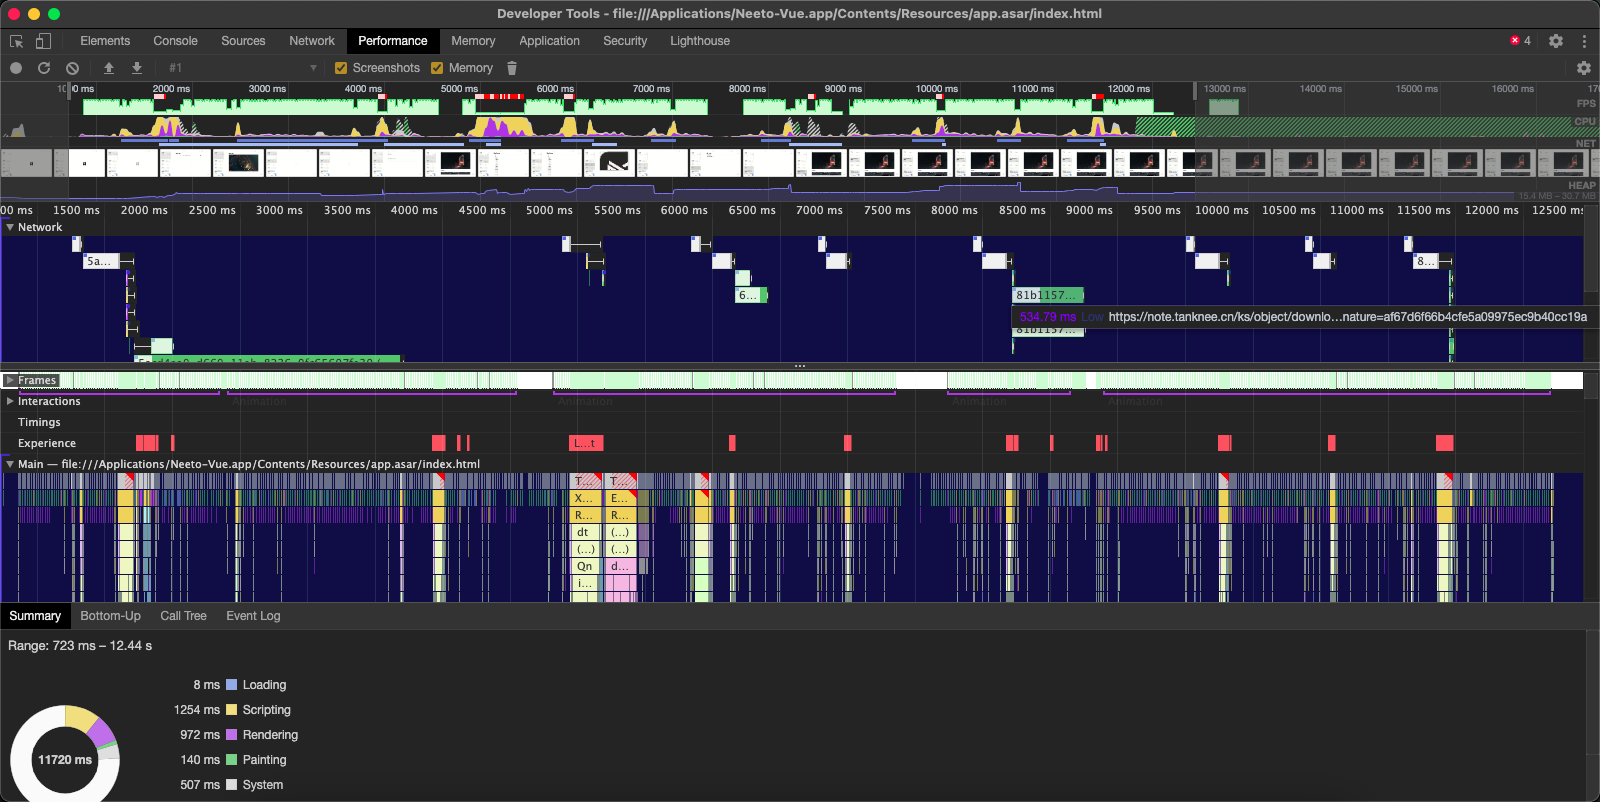 Developer Tools - file:///Applications/Neeto-Vue.app/Contents/Resources/app.asar/index.html
Elements Console Sources Network Performance Memory Application Security Lighthouse 4
#1 Screenshots Memory
00 ms 2000 ms 3000 ms 4000 ms 5000 ms 6000 ms 7000 ms 8000 ms 9000 ms 10000 ms 11000 ms 12000 ms 13000 ms 14000 ms 15000 ms 16000 ms
FPS
CPU
NET
HEAP
15.4 MB – 30.7 MB
00 ms 1500 ms 2000 ms 2500 ms 3000 ms 3500 ms 4000 ms 4500 ms 5000 ms 5500 ms 6000 ms 6500 ms 7000 ms 7500 ms 8000 ms 8500 ms 9000 ms 9500 ms 10000 ms 10500 ms 11000 ms 11500 ms 12000 ms 12500 ms
Network
5a... 8...
6... 81b1157...
534.79 ms Low https://note.tanknee.cn/ks/object/downlo...nature=af67d6f66b4cfe5a09975ec9b40cc19a
81b1157...
Frames
Interactions Animation Animation Animation Animation
Timings
Experience L...t
Main — file:///Applications/Neeto-Vue.app/Contents/Resources/app.asar/index.html
T... T...
X... E...
R... R...
dt (...)
(...) (...)
Qn d...
i...
Summary Bottom-Up Call Tree Event Log
Range: 723 ms – 12.44 s
8 ms Loading
1254 ms Scripting
972 ms Rendering
140 ms Painting
507 ms System
11720 ms